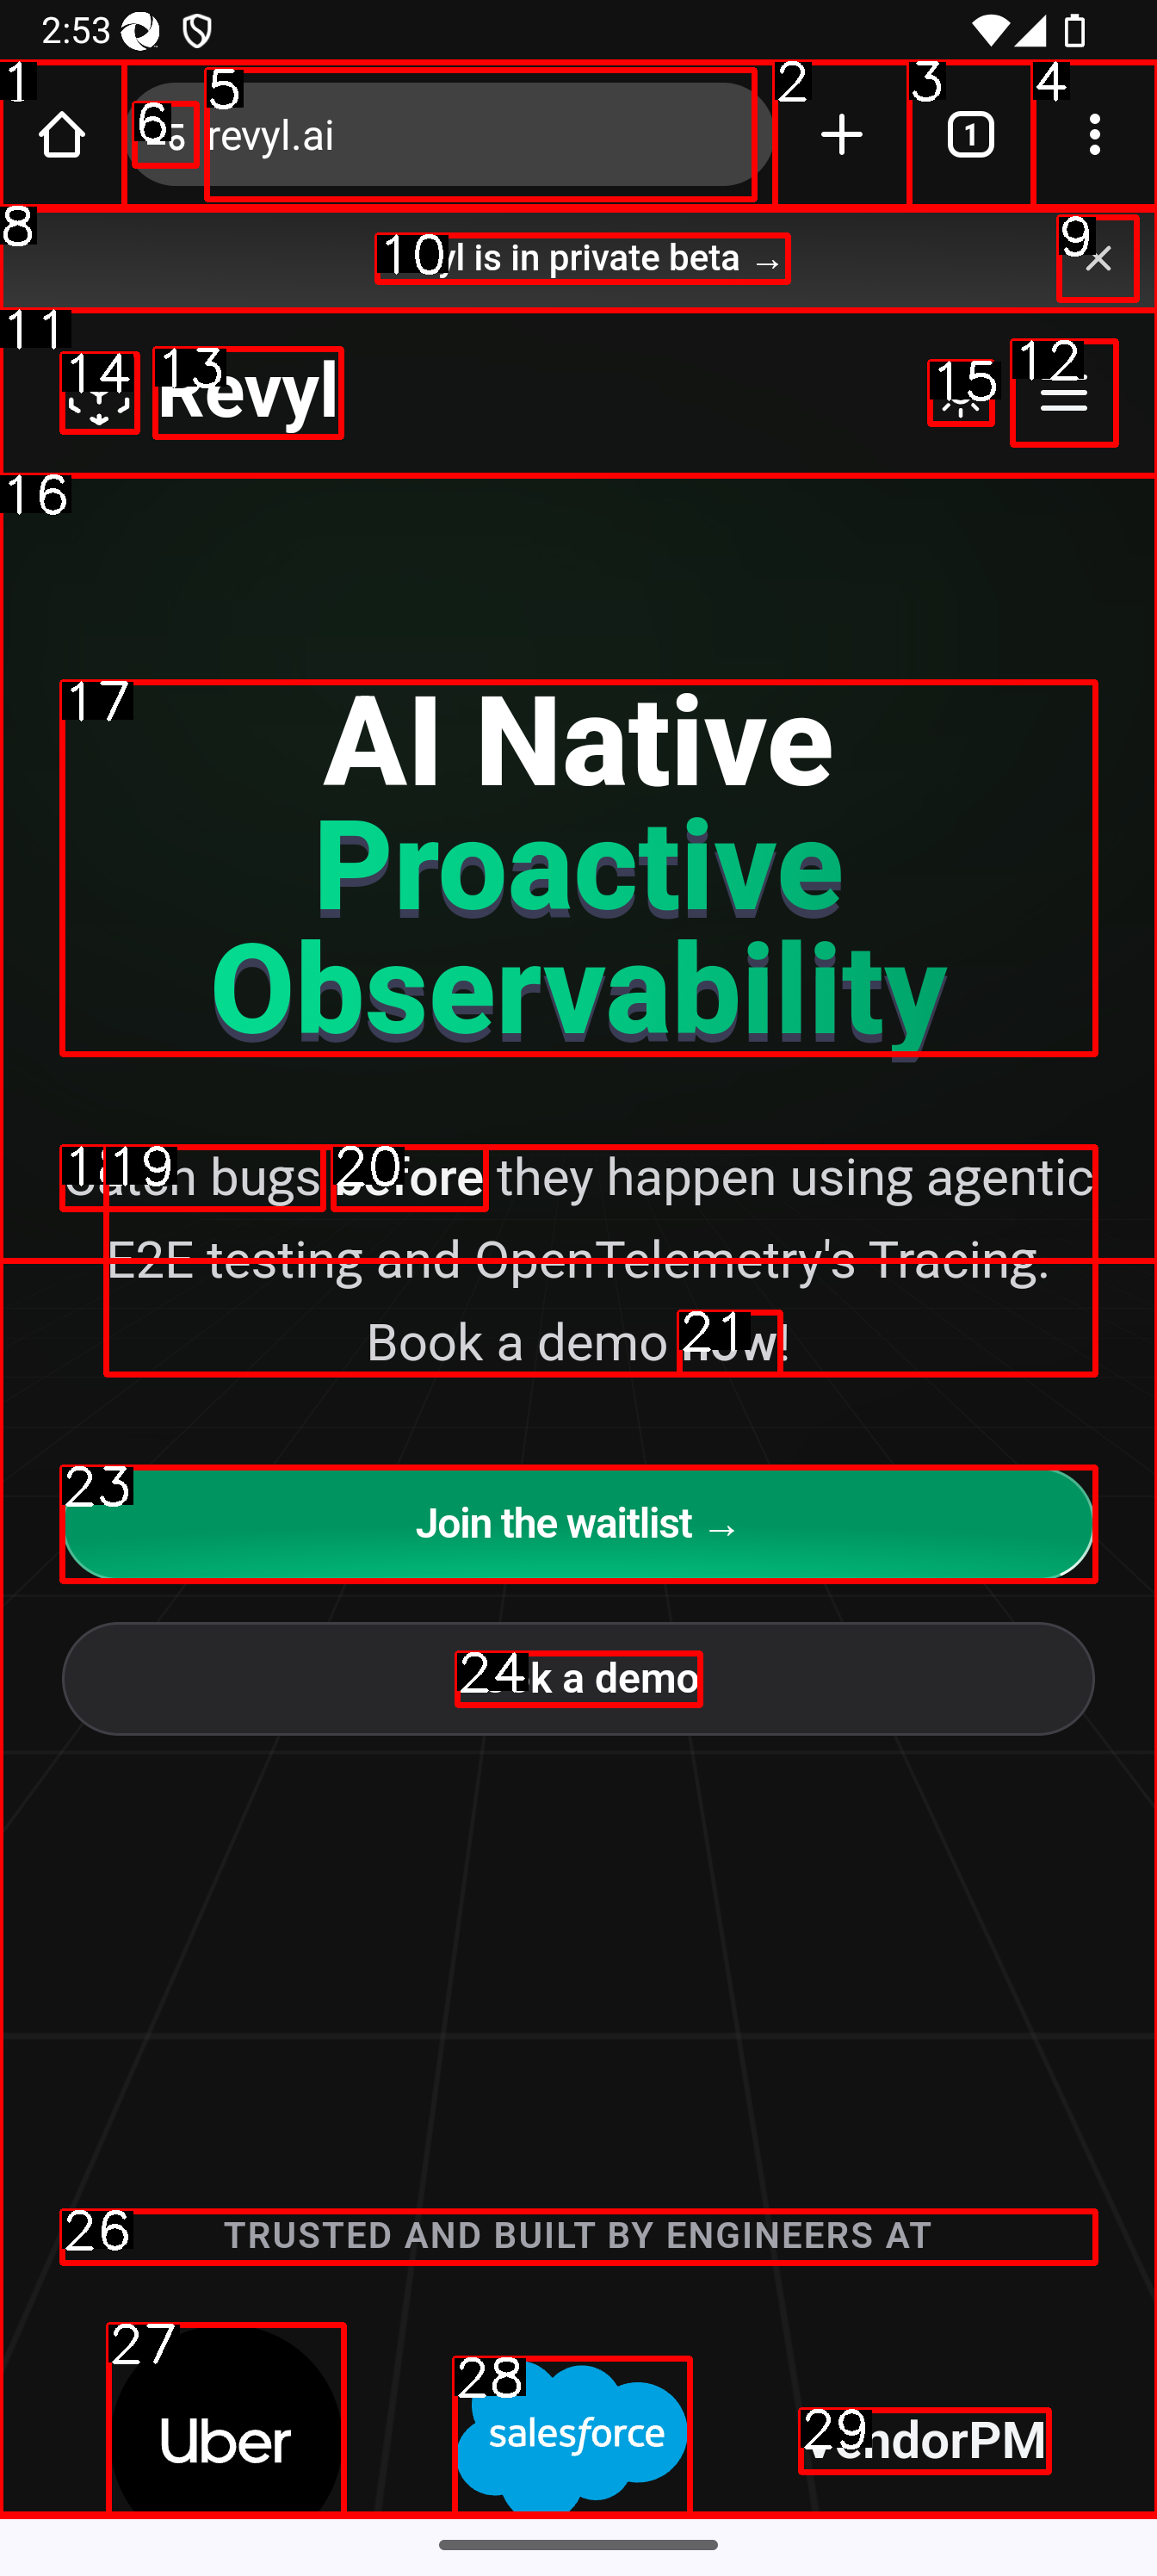 2:53
1
6
5
revyl.ai
2
3
1
4
8
10
yl is in private beta →
9
11
14
13
Revyl
15
12
16
17
AI Native
Proactive
Observability
19
bugs
20
they happen using agentic
E2E testing and OpenTelemetry's Tracing.
Book a demo
21
!
23
Join the waitlist →
24
k a demo
26
TRUSTED AND BUILT BY ENGINEERS AT
27
Uber
28
salesforce
29
endorPM